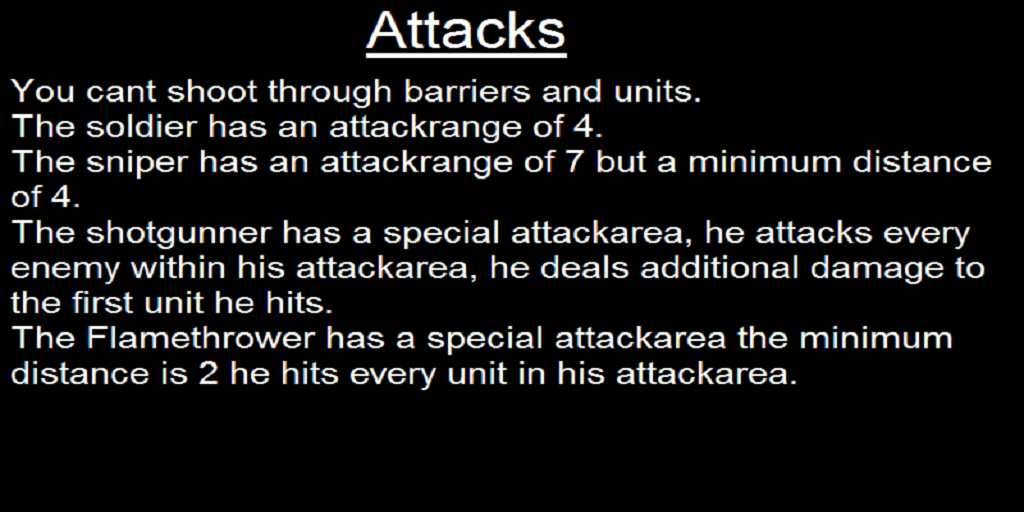 Attacks
You cant shoot through barriers and units.
The soldier has an attackrange of 4.
The sniper has an attackrange of 7 but a minimum distance
of 4.
The shotgunner has a special attackarea, he attacks every
enemy within his attackarea, he deals additional damage to
the first unit he hits.
The Flamethrower has a special attackarea the minimum
distance is 2 he hits every unit in his attackarea.